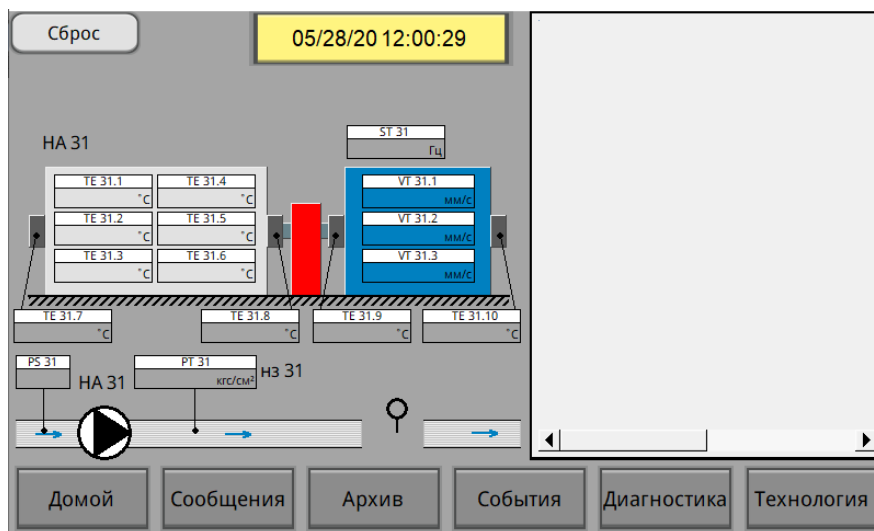 Сброс
05/28/20 12:00:29
ST 31
Гц
НА 31
TE 31.1
°C
TE 31.4
°C
VT 31.1
мм/с
TE 31.2
°C
TE 31.5
°C
VT 31.2
мм/с
TE 31.3
°C
TE 31.6
°C
VT 31.3
мм/с
TE 31.7
°C
TE 31.8
°C
TE 31.9
°C
TE 31.10
°C
PS 31
НА 31
PT 31
кгс/см²
нз 31
Домой
Сообщения
Архив
События
Диагностика
Технология